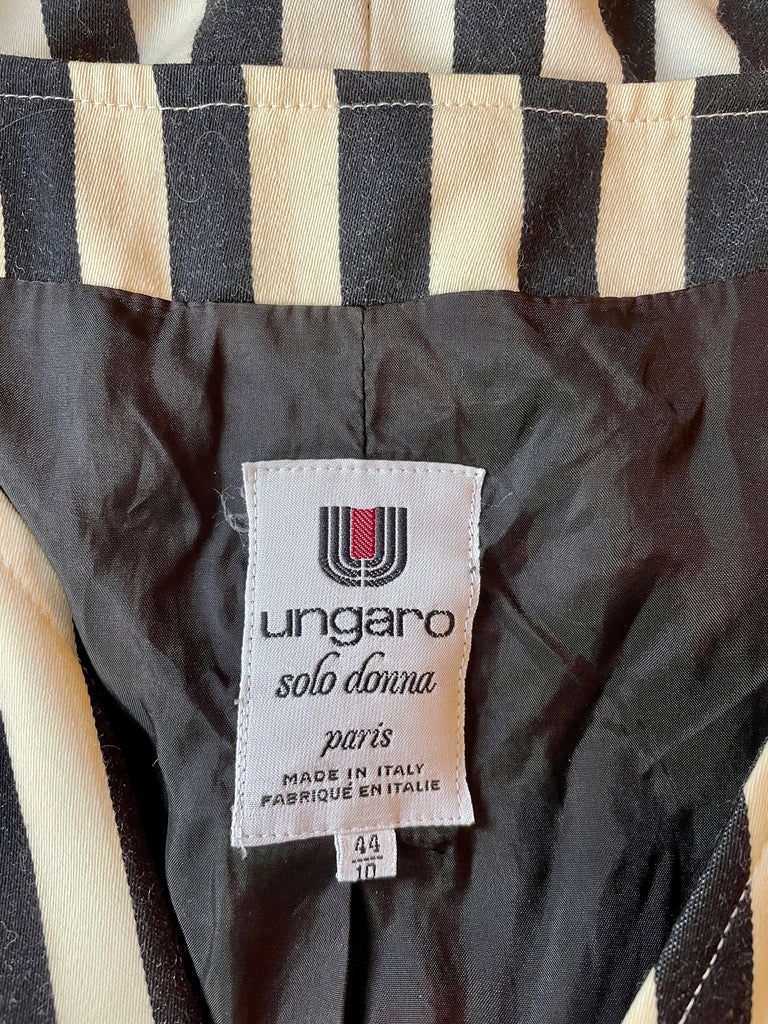 ungaro
solo donna
paris
MADE IN ITALY
FABRIQUÉ EN ITALIE
44
10